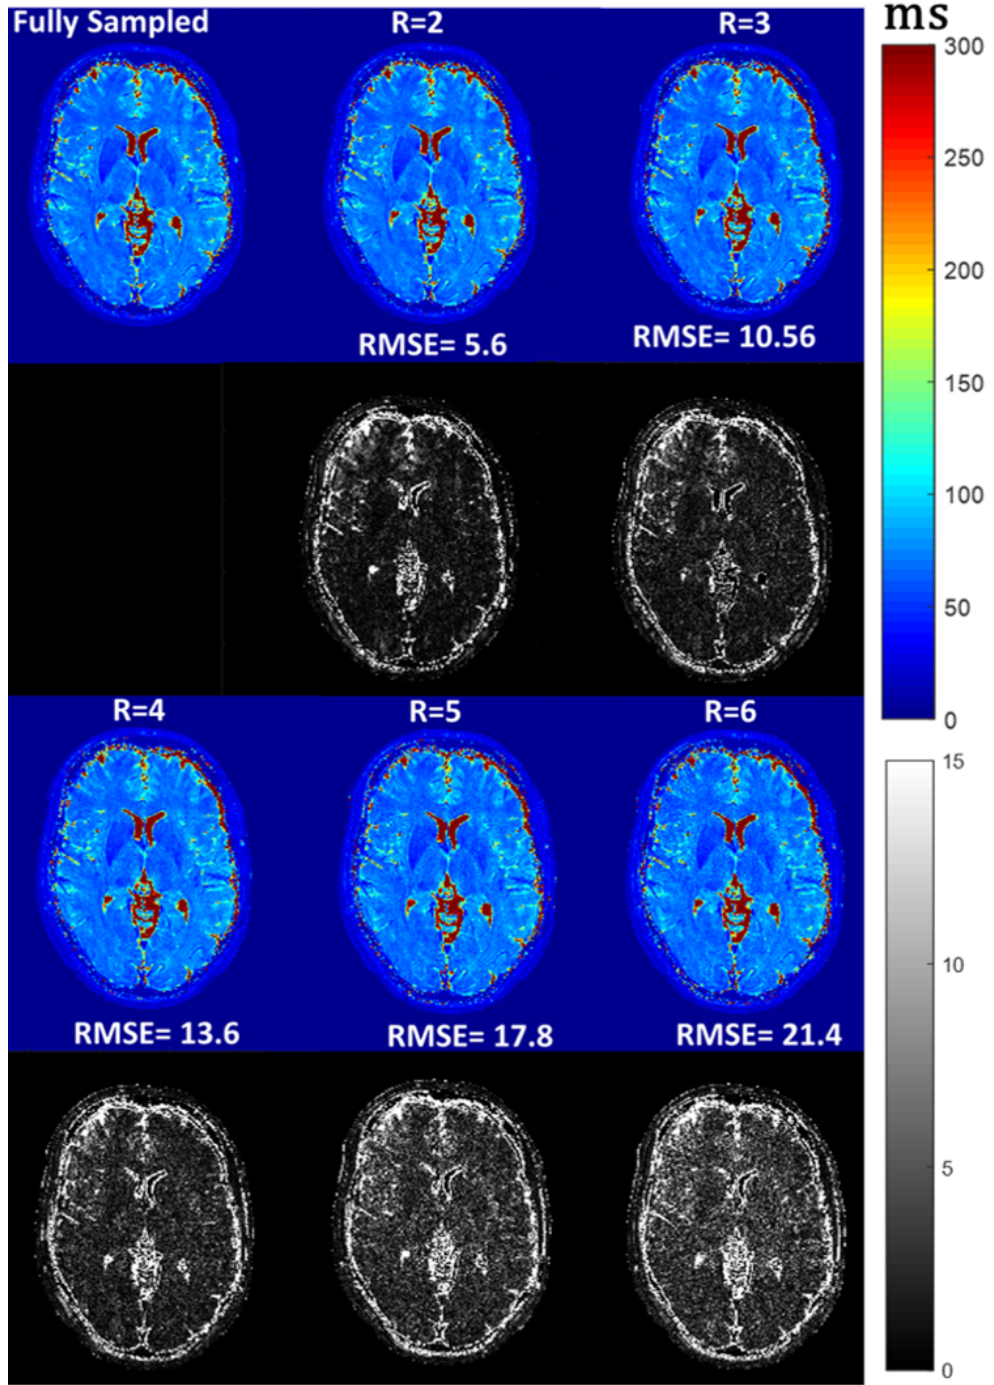 Fully Sampled R=2 R=3 ms
300
250
200
150
100
50
0
RMSE= 5.6 RMSE= 10.56
R=4 R=5 R=6
RMSE= 13.6 RMSE= 17.8 RMSE= 21.4
15
10
5
0